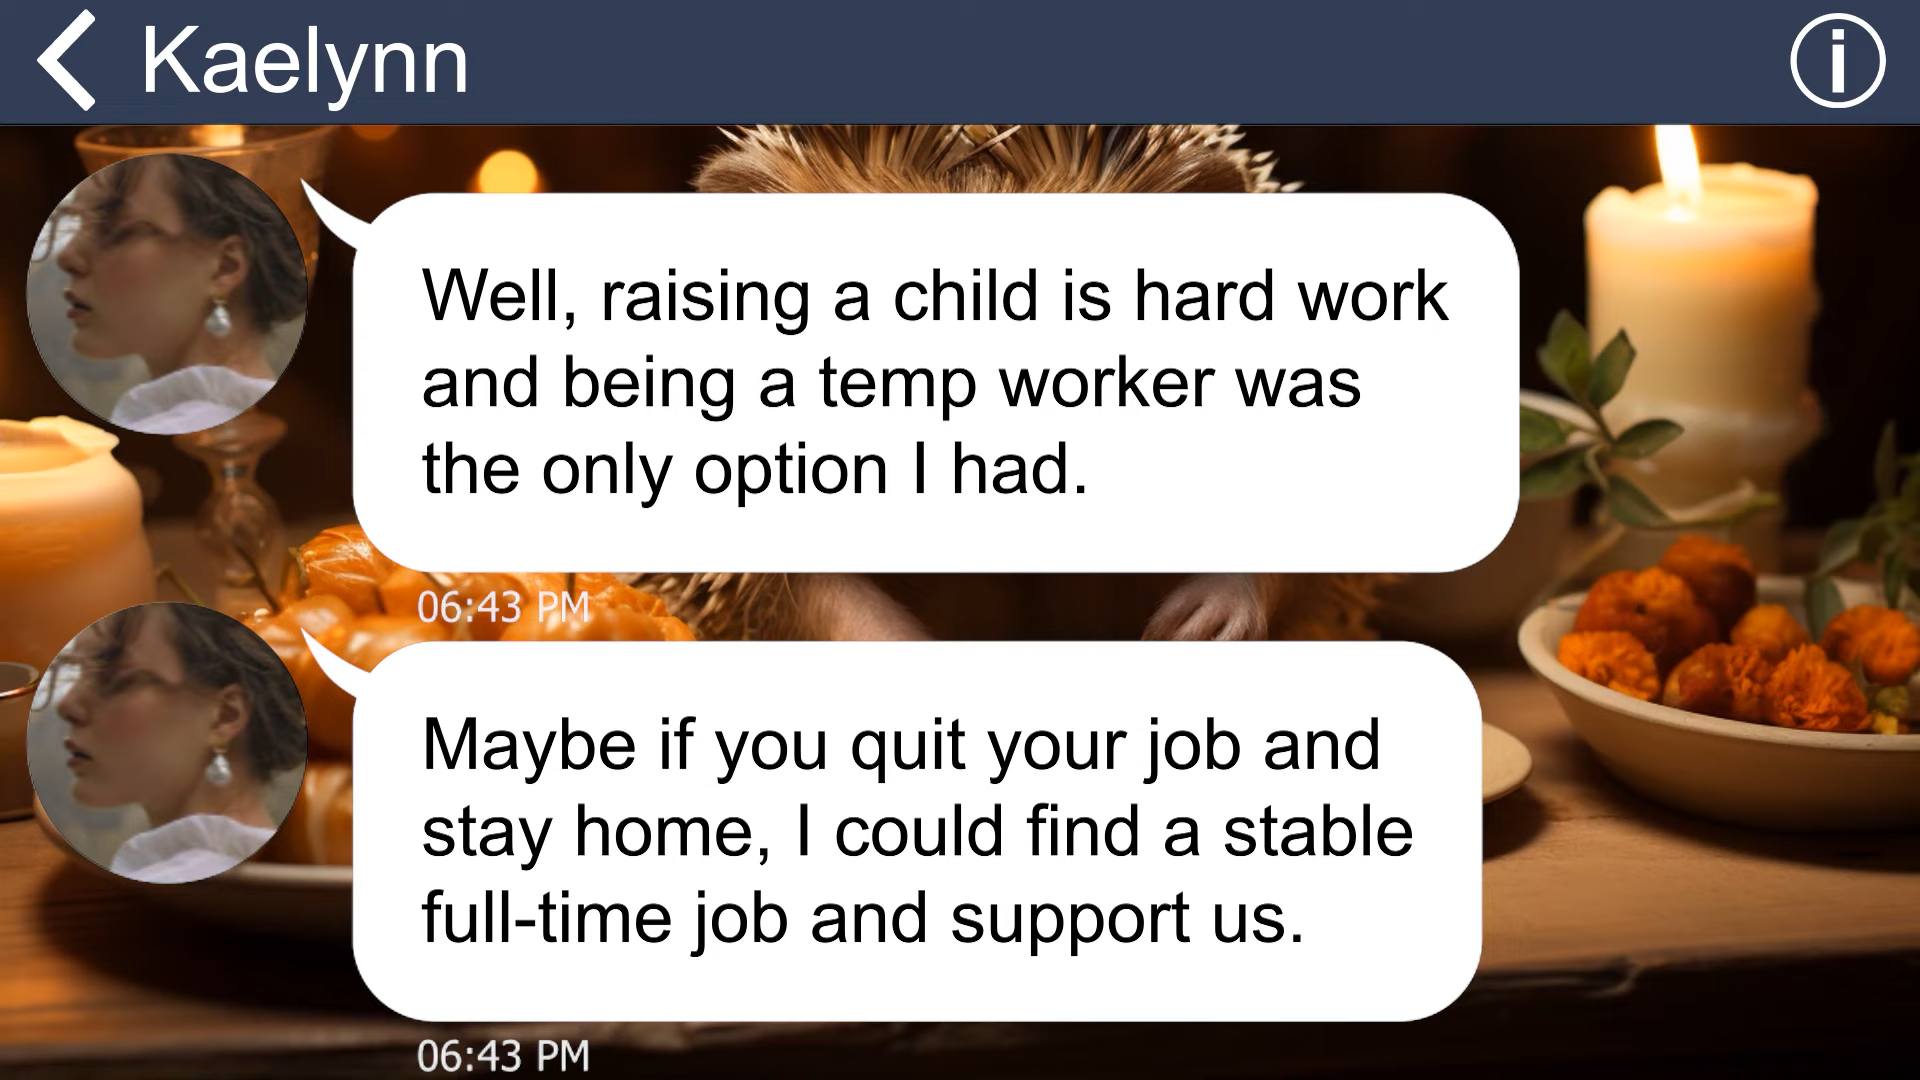 Kaelynn
Well, raising a child is hard work
and being a temp worker was
the only option I had.
06:43 PM
Maybe if you quit your job and
stay home, I could find a stable
full-time job and support us.
06:43 PM